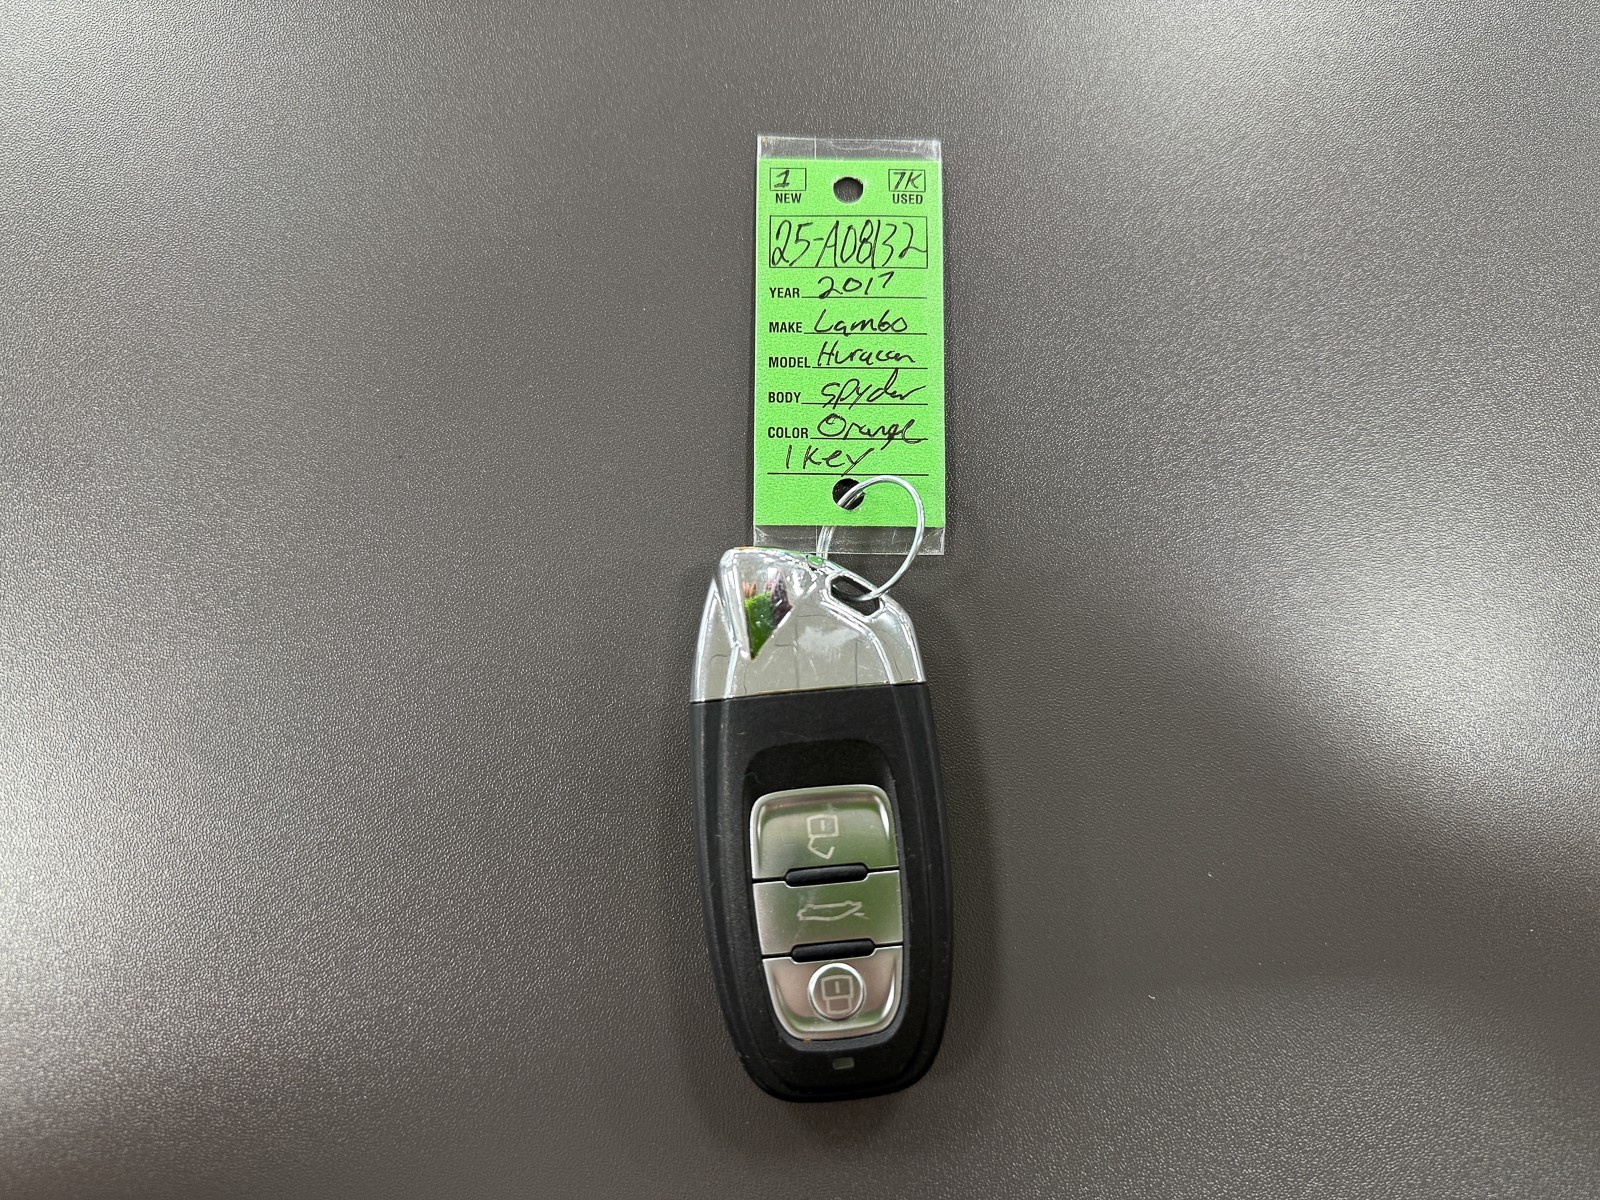 1 7K
NEW USED
25-A08132
YEAR 2017
MAKE Lambo
MODEL Huracan
BODY Spyder
COLOR Orange
1 Key